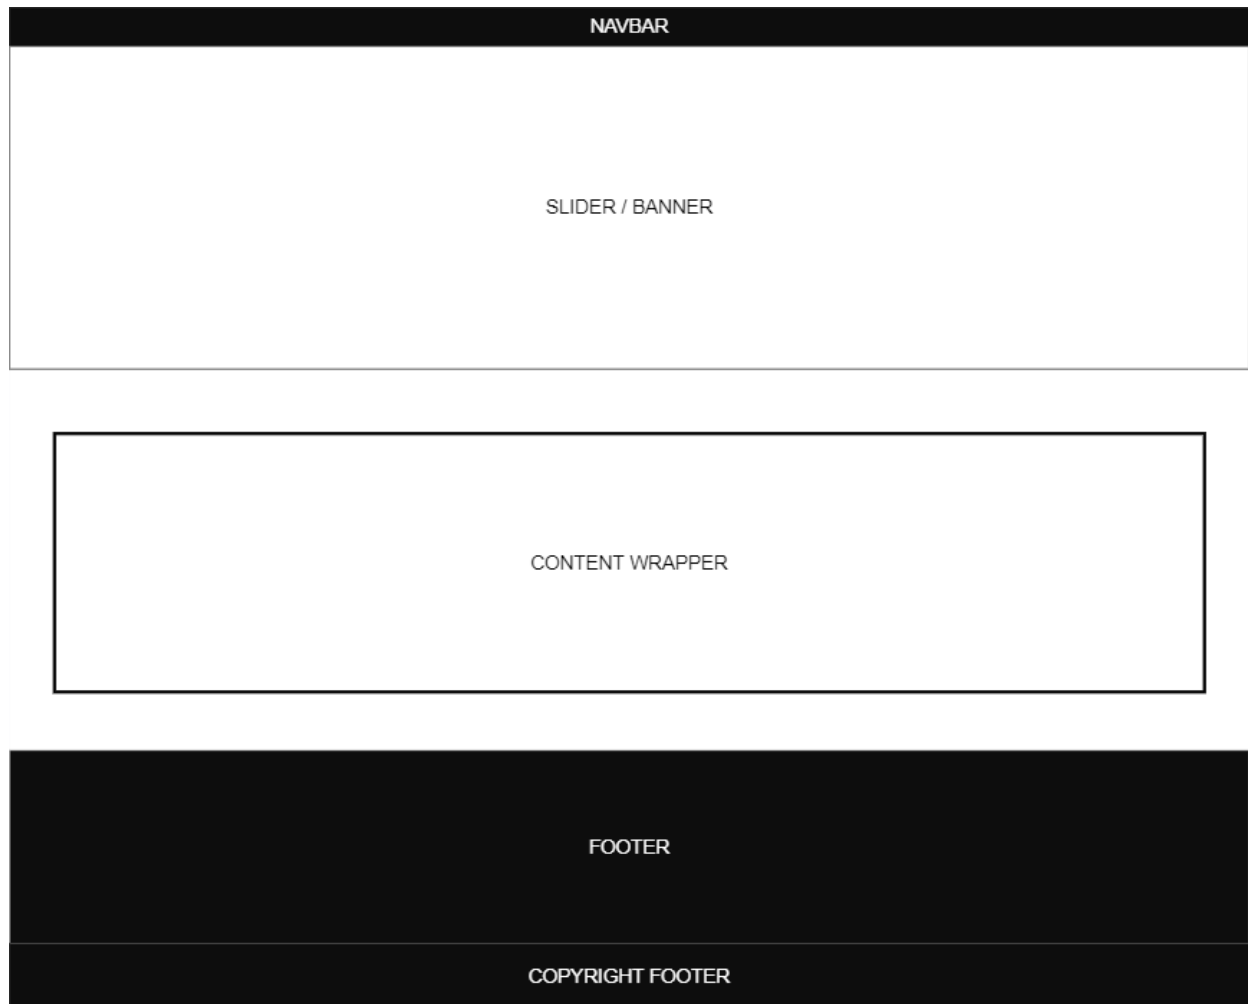 NAVBAR
SLIDER / BANNER
CONTENT WRAPPER
FOOTER
COPYRIGHT FOOTER